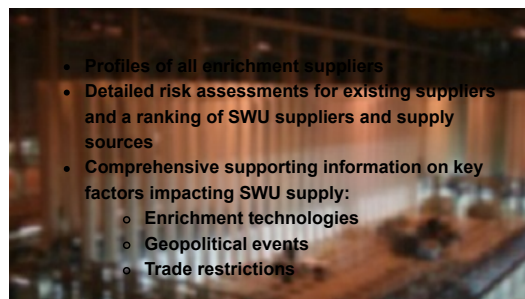 • Profiles of all enrichment suppliers
• Detailed risk assessments for existing suppliers
and a ranking of SWU suppliers and supply
sources
• Comprehensive supporting information on key
factors impacting SWU supply:
○ Enrichment technologies
○ Geopolitical events
○ Trade restrictions